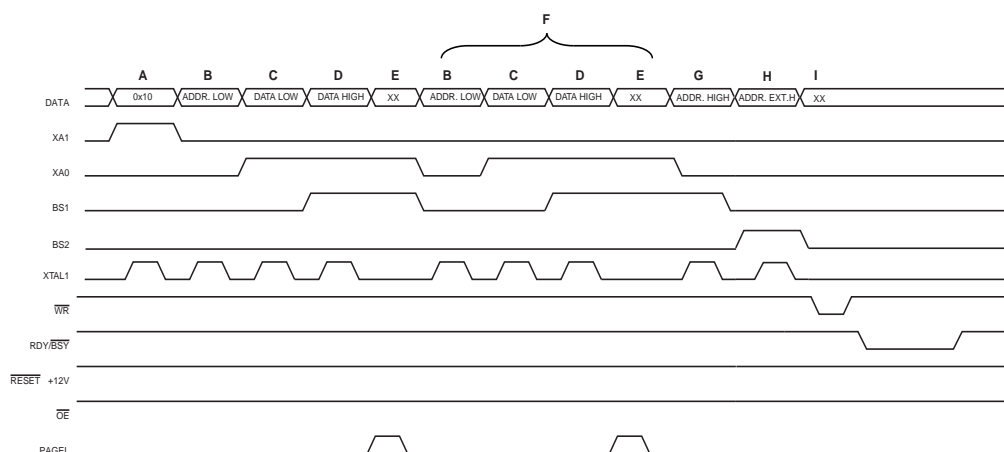 F
A B C D E B C D E G H I
DATA 0x10 ADDR. LOW DATA LOW DATA HIGH XX ADDR. LOW DATA LOW DATA HIGH XX ADDR. HIGH ADDR. EXT.H XX
XA1
XA0
BS1
BS2
XTAL1
WR
RDY/BSY
RESET +12V
OE
PAGEL